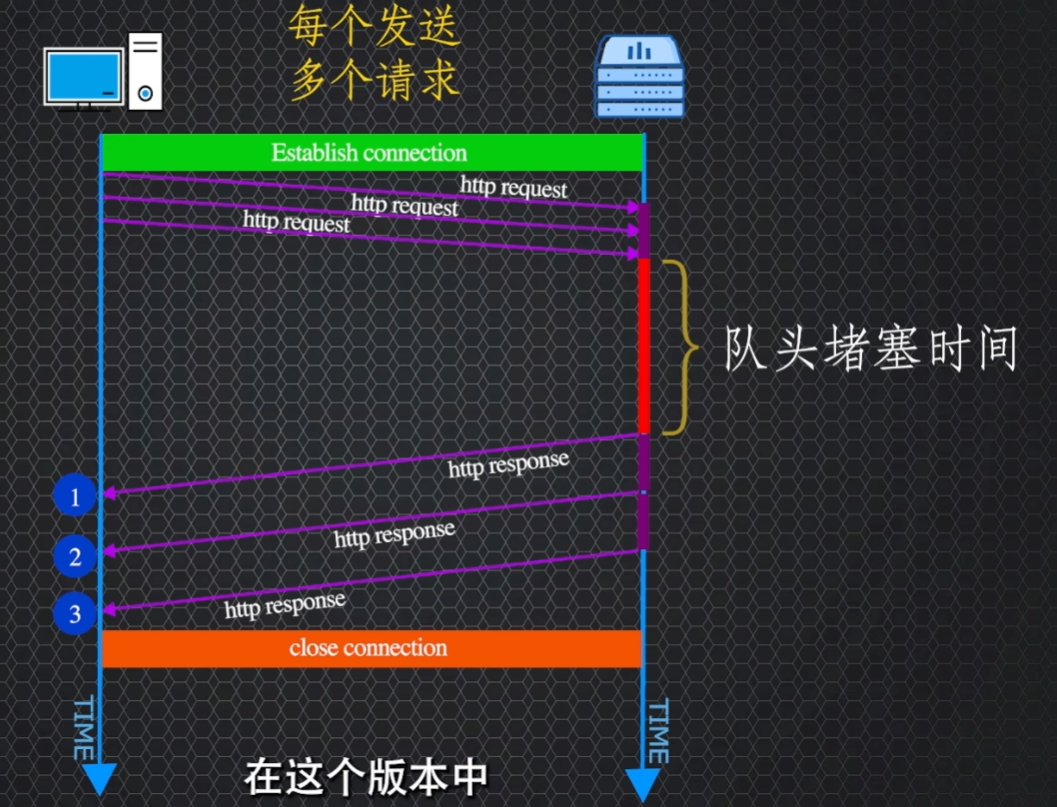 每个发送
多个请求
Establish connection
http request
http request
http request
队头堵塞时间
http response
1
http response
2
http response
3
close connection
TIME
TIME
在这个版本中